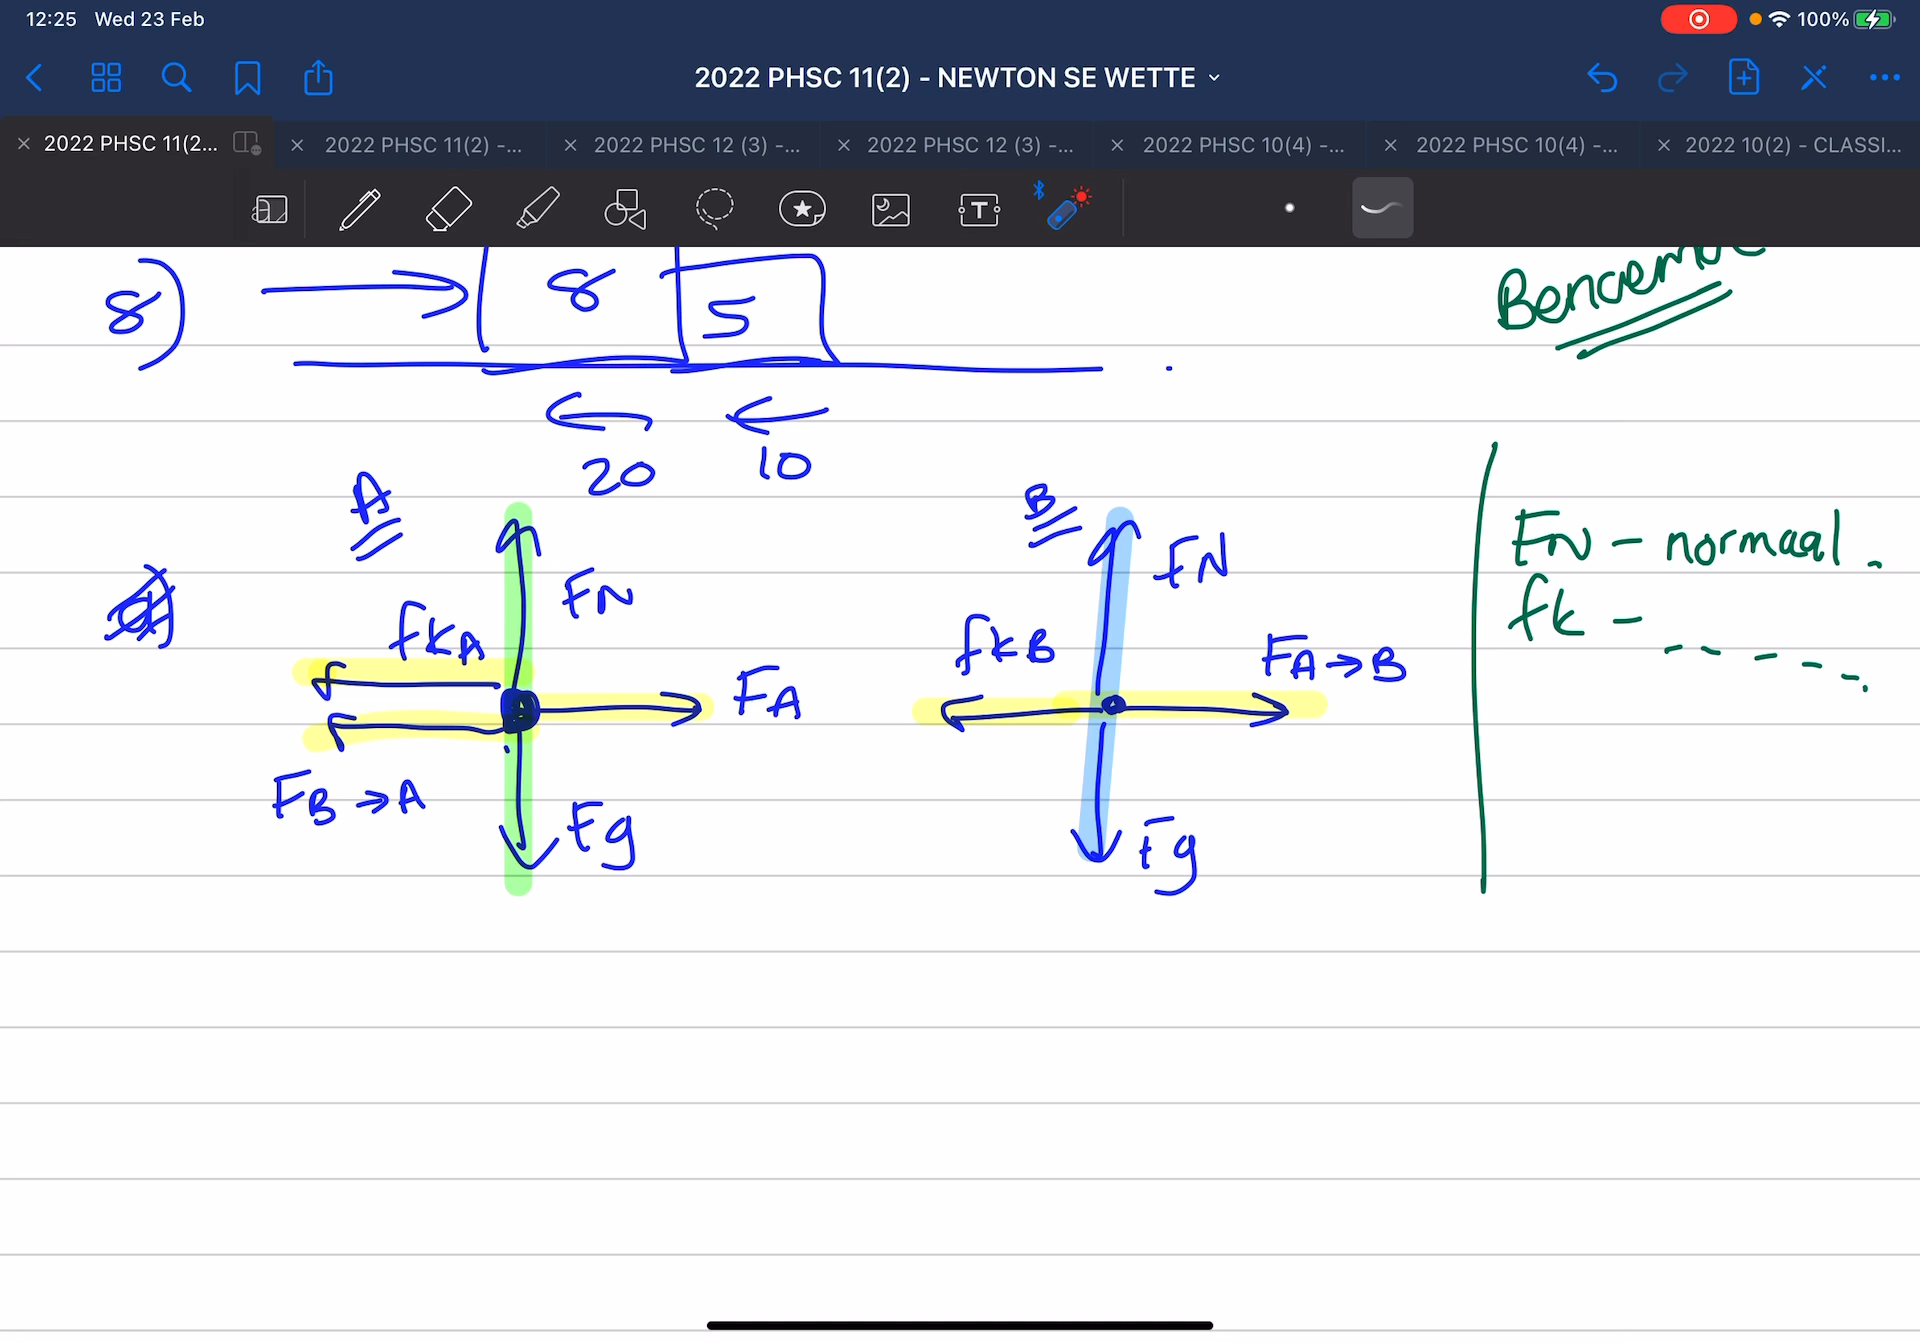 12:25 Wed 23 Feb
100%
2022 PHSC 11(2) - NEWTON SE WETTE
2022 PHSC 11(2...
2022 PHSC 11(2) -...
2022 PHSC 12 (3) -...
2022 PHSC 12 (3) -...
2022 PHSC 10(4) -...
2022 PHSC 10(4) -...
2022 10(2) - CLASSI...
8) 8 5
20 10
A
FN
fkA
FA
FB→A
Fg
B
FN
fkB
FA→B
Fg
FN - normaal.
fk - - - - - -.